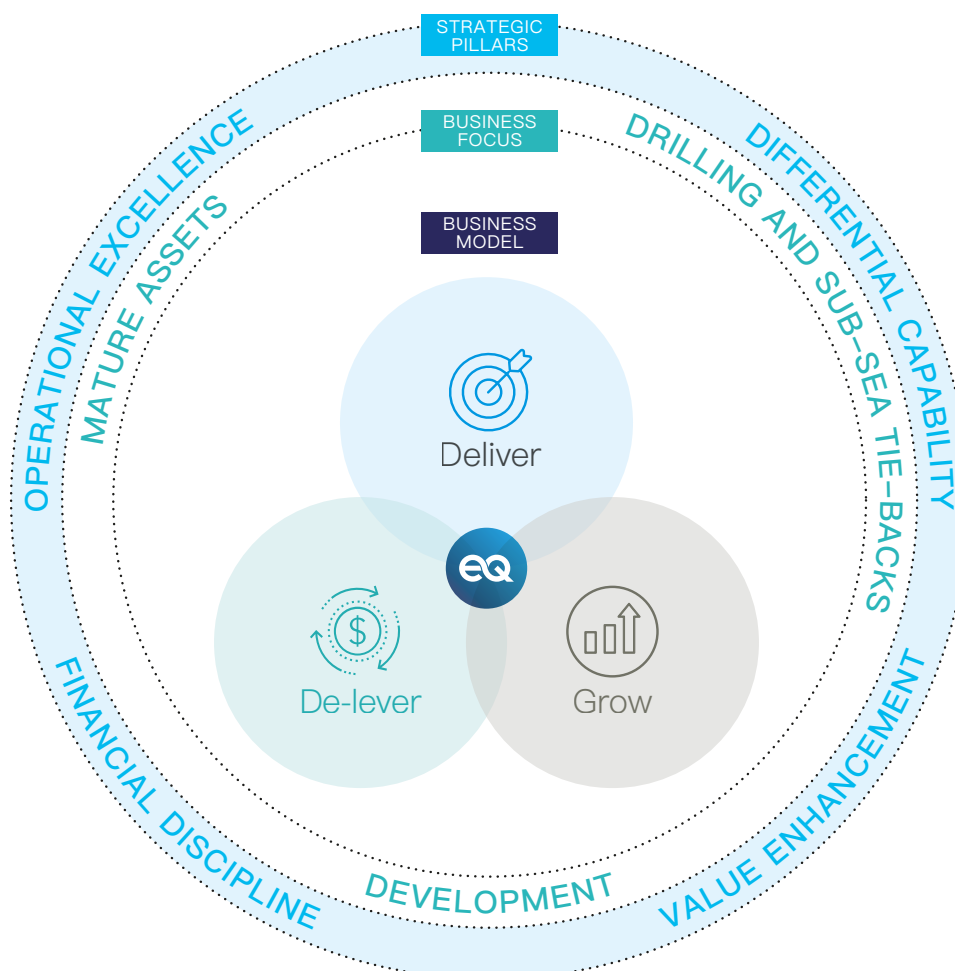 STRATEGIC
PILLARS
OPERATIONAL EXCELLENCE
DIFFERENTIAL CAPABILITY
BUSINESS
FOCUS
MATURE ASSETS
DRILLING AND SUB-SEA TIE-BACKS
BUSINESS
MODEL
Deliver
eQ
$
De-lever
Grow
FINANCIAL DISCIPLINE
VALUE ENHANCEMENT
DEVELOPMENT